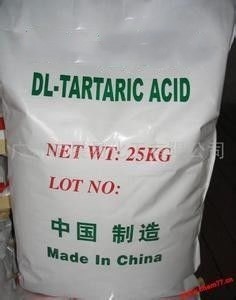 DL-TARTARIC ACID
NET WT: 25KG
LOT NO:
中国 制造
Made In China